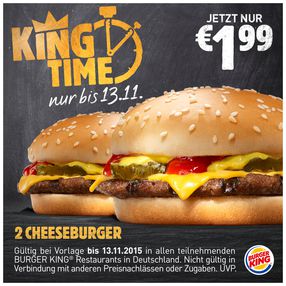 KING
TIME
nur bis 13.11.
JETZT NUR
€1.99
2 CHEESEBURGER
Gültig bei Vorlage bis 13.11.2015 in allen teilnehmenden
BURGER KING® Restaurants in Deutschland. Nicht gültig in
Verbindung mit anderen Preisnachlässen oder Zugaben. UVP.
BURGER
KING